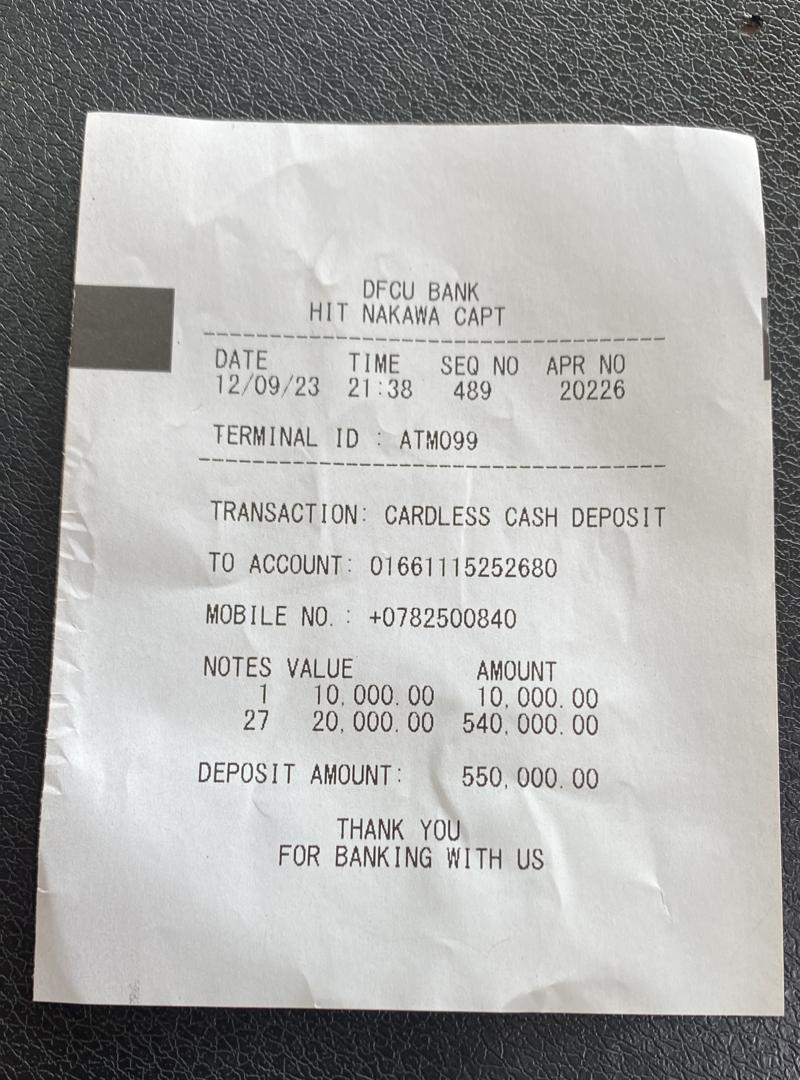 DFCU BANK
HIT NAKAWA CAPT
--------------------------------------------
DATE TIME SEQ NO APR NO
12/09/23 21:38 489 20226
TERMINAL ID : ATM099
--------------------------------------------
TRANSACTION: CARDLESS CASH DEPOSIT
TO ACCOUNT: 01661115252680
MOBILE NO. : +0782500840
NOTES VALUE AMOUNT
1 10,000.00 10,000.00
27 20,000.00 540,000.00
DEPOSIT AMOUNT: 550,000.00
THANK YOU
FOR BANKING WITH US